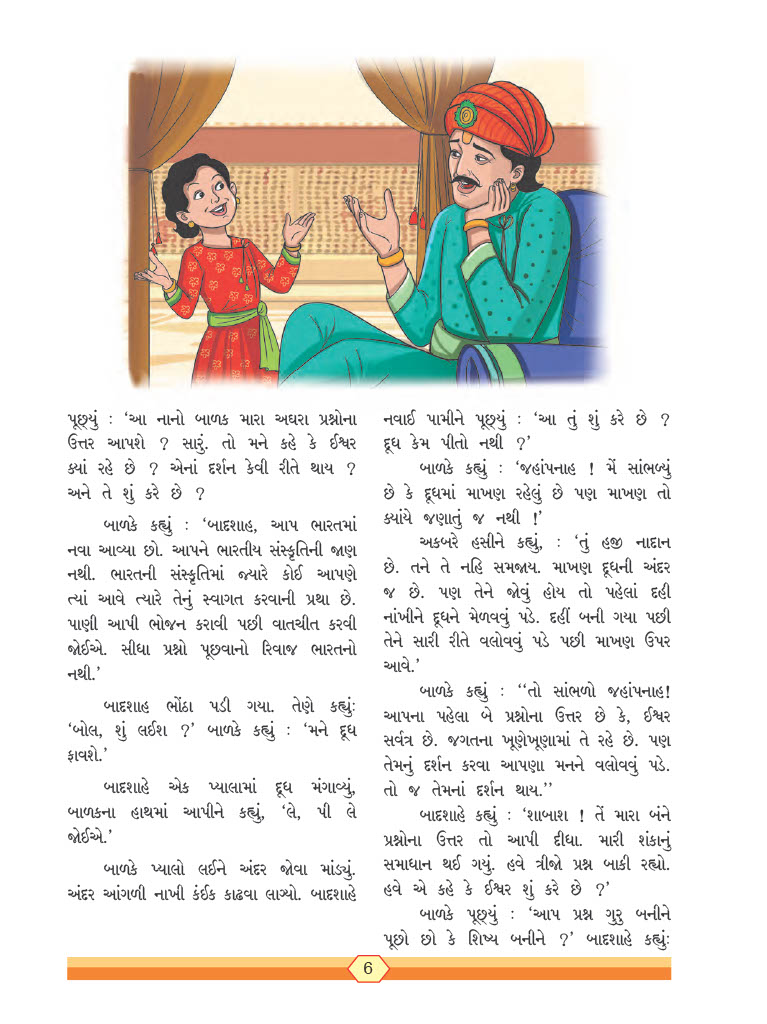 પૂછ્યું : ‘આ નાનો બાળક મારા અઘરા પ્રશ્નોના
ઉત્તર આપશે ? સારું. તો મને કહે કે ઈશ્વર
ક્યાં રહે છે ? એનાં દર્શન કેવી રીતે થાય ?
અને તે શું કરે છે ?
બાળકે કહ્યું : ‘બાદશાહ, આપ ભારતમાં
નવા આવ્યા છો. આપને ભારતીય સંસ્કૃતિની જાણ
નથી. ભારતની સંસ્કૃતિમાં જ્યારે કોઈ આપણે
ત્યાં આવે ત્યારે તેનું સ્વાગત કરવાની પ્રથા છે.
પાણી આપી ભોજન કરાવી પછી વાતચીત કરવી
જોઈએ. સીધા પ્રશ્નો પૂછવાનો રિવાજ ભારતનો
નથી.’
બાદશાહ ભોંઠા પડી ગયા. તેણે કહ્યુંઃ
‘બોલ, શું લઈશ ?’ બાળકે કહ્યું : ‘મને દૂધ
ફાવશે.’
બાદશાહે એક પ્યાલામાં દૂધ મંગાવ્યું,
બાળકના હાથમાં આપીને કહ્યું, ‘લે, પી લે
જોઈએ.’
બાળકે પ્યાલો લઈને અંદર જોવા માંડ્યું.
અંદર આંગળી નાખી કંઈક કાઢવા લાગ્યો. બાદશાહે
નવાઈ પામીને પૂછ્યું : ‘આ તું શું કરે છે ?
દૂધ કેમ પીતો નથી ?’
બાળકે કહ્યું : ‘જહાંપનાહ ! મેં સાંભળ્યું
છે કે દૂધમાં માખણ રહેલું છે પણ માખણ તો
ક્યાંયે જણાતું જ નથી !’
અકબરે હસીને કહ્યું, : ‘તું હજી નાદાન
છે. તને તે નહિ સમજાય. માખણ દૂધની અંદર
જ છે. પણ તેને જોવું હોય તો પહેલાં દહી
નાંખીને દૂધને મેળવવું પડે. દહીં બની ગયા પછી
તેને સારી રીતે વલોવવું પડે પછી માખણ ઉપર
આવે.’
બાળકે કહ્યું : ‘‘તો સાંભળો જહાંપનાહ!
આપના પહેલા બે પ્રશ્નોના ઉત્તર છે કે, ઈશ્વર
સર્વત્ર છે. જગતના ખૂણેખૂણામાં તે રહે છે. પણ
તેમનું દર્શન કરવા આપણા મનને વલોવવું પડે.
તો જ તેમનાં દર્શન થાય.’’
બાદશાહે કહ્યું : ‘શાબાશ ! તેં મારા બંને
પ્રશ્નોના ઉત્તર તો આપી દીધા. મારી શંકાનું
સમાધાન થઈ ગયું. હવે ત્રીજો પ્રશ્ન બાકી રહ્યો.
હવે એ કહે કે ઈશ્વર શું કરે છે ?’
બાળકે પૂછ્યું : ‘આપ પ્રશ્ન ગુરુ બનીને
પૂછો છો કે શિષ્ય બનીને ?’ બાદશાહે કહ્યુંઃ
6